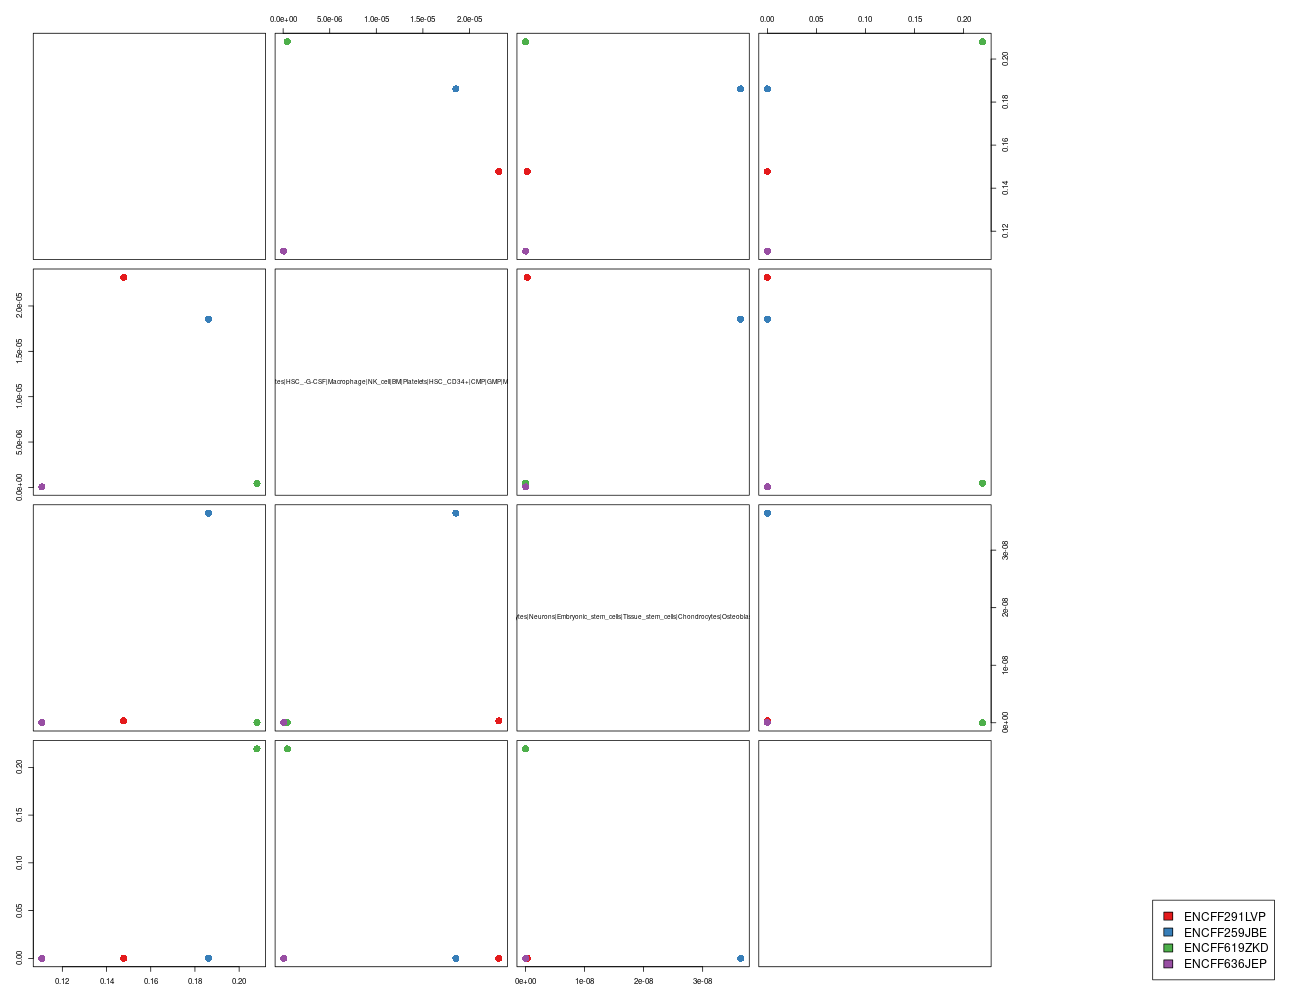 0.0e+00 5.0e-06 1.0e-05 1.5e-05 2.0e-05
0.00 0.05 0.10 0.15 0.20
0.20
0.18
0.16
0.14
0.12
2.0e-05
1.5e-05
1.0e-05
5.0e-06
0.0e+00
tes|HSC_-G-CSF|Macrophage|NK_cell|BM|Platelets|HSC_CD34+|CMP|GMP|M
ytes|Neurons|Embryonic_stem_cells|Tissue_stem_cells|Chondrocytes|Osteobla
3e-08
2e-08
1e-08
0e+00
0.20
0.15
0.10
0.05
0.00
0.12 0.14 0.16 0.18 0.20
0e+00 1e-08 2e-08 3e-08
ENCFF291LVP
ENCFF259JBE
ENCFF619ZKD
ENCFF636JEP